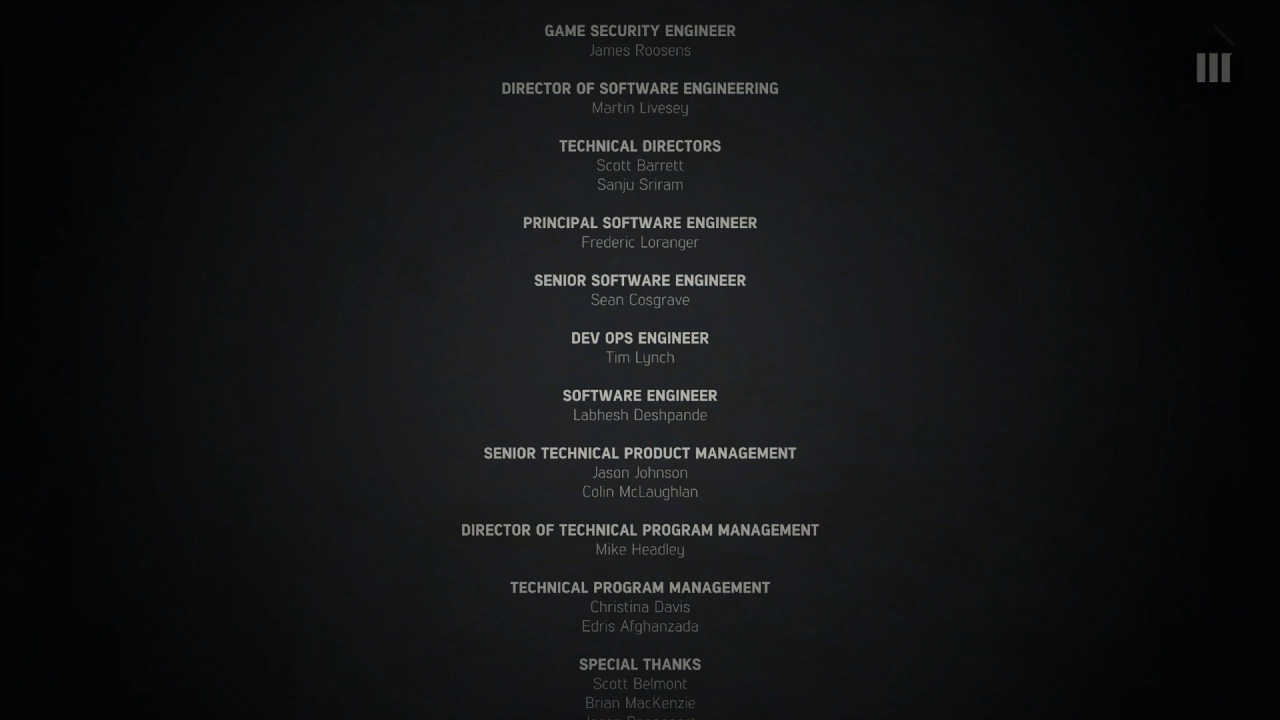 GAME SECURITY ENGINEER
James Roosens
DIRECTOR OF SOFTWARE ENGINEERING
Martin Livesey
TECHNICAL DIRECTORS
Scott Barrett
Sanju Sriram
PRINCIPAL SOFTWARE ENGINEER
Frederic Loranger
SENIOR SOFTWARE ENGINEER
Sean Cosgrave
DEV OPS ENGINEER
Tim Lynch
SOFTWARE ENGINEER
Labhesh Deshpande
SENIOR TECHNICAL PRODUCT MANAGEMENT
Jason Johnson
Colin McLaughlan
DIRECTOR OF TECHNICAL PROGRAM MANAGEMENT
Mike Headley
TECHNICAL PROGRAM MANAGEMENT
Christina Davis
Edris Afghanzada
SPECIAL THANKS
Scott Belmont
Brian MacKenzie